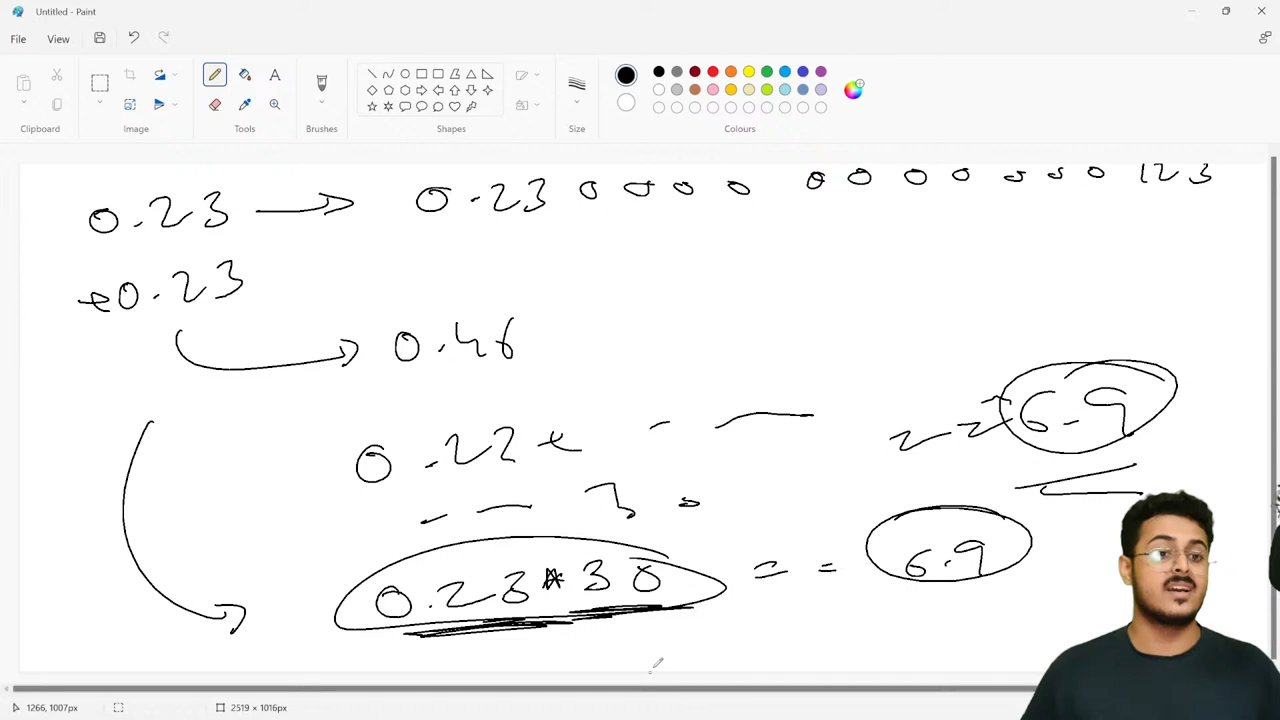 Untitled - Paint
File View
Clipboard Image Tools Brushes Shapes Size Colours
0.23 → 0.23 0 0 0 0 0 0 0 0 0 0 0 123
+0.23
→ 0.46
6.9
0.22+ - —
- — 30
0.23*30 = = 6.9
1266, 1007px 2519 × 1016px